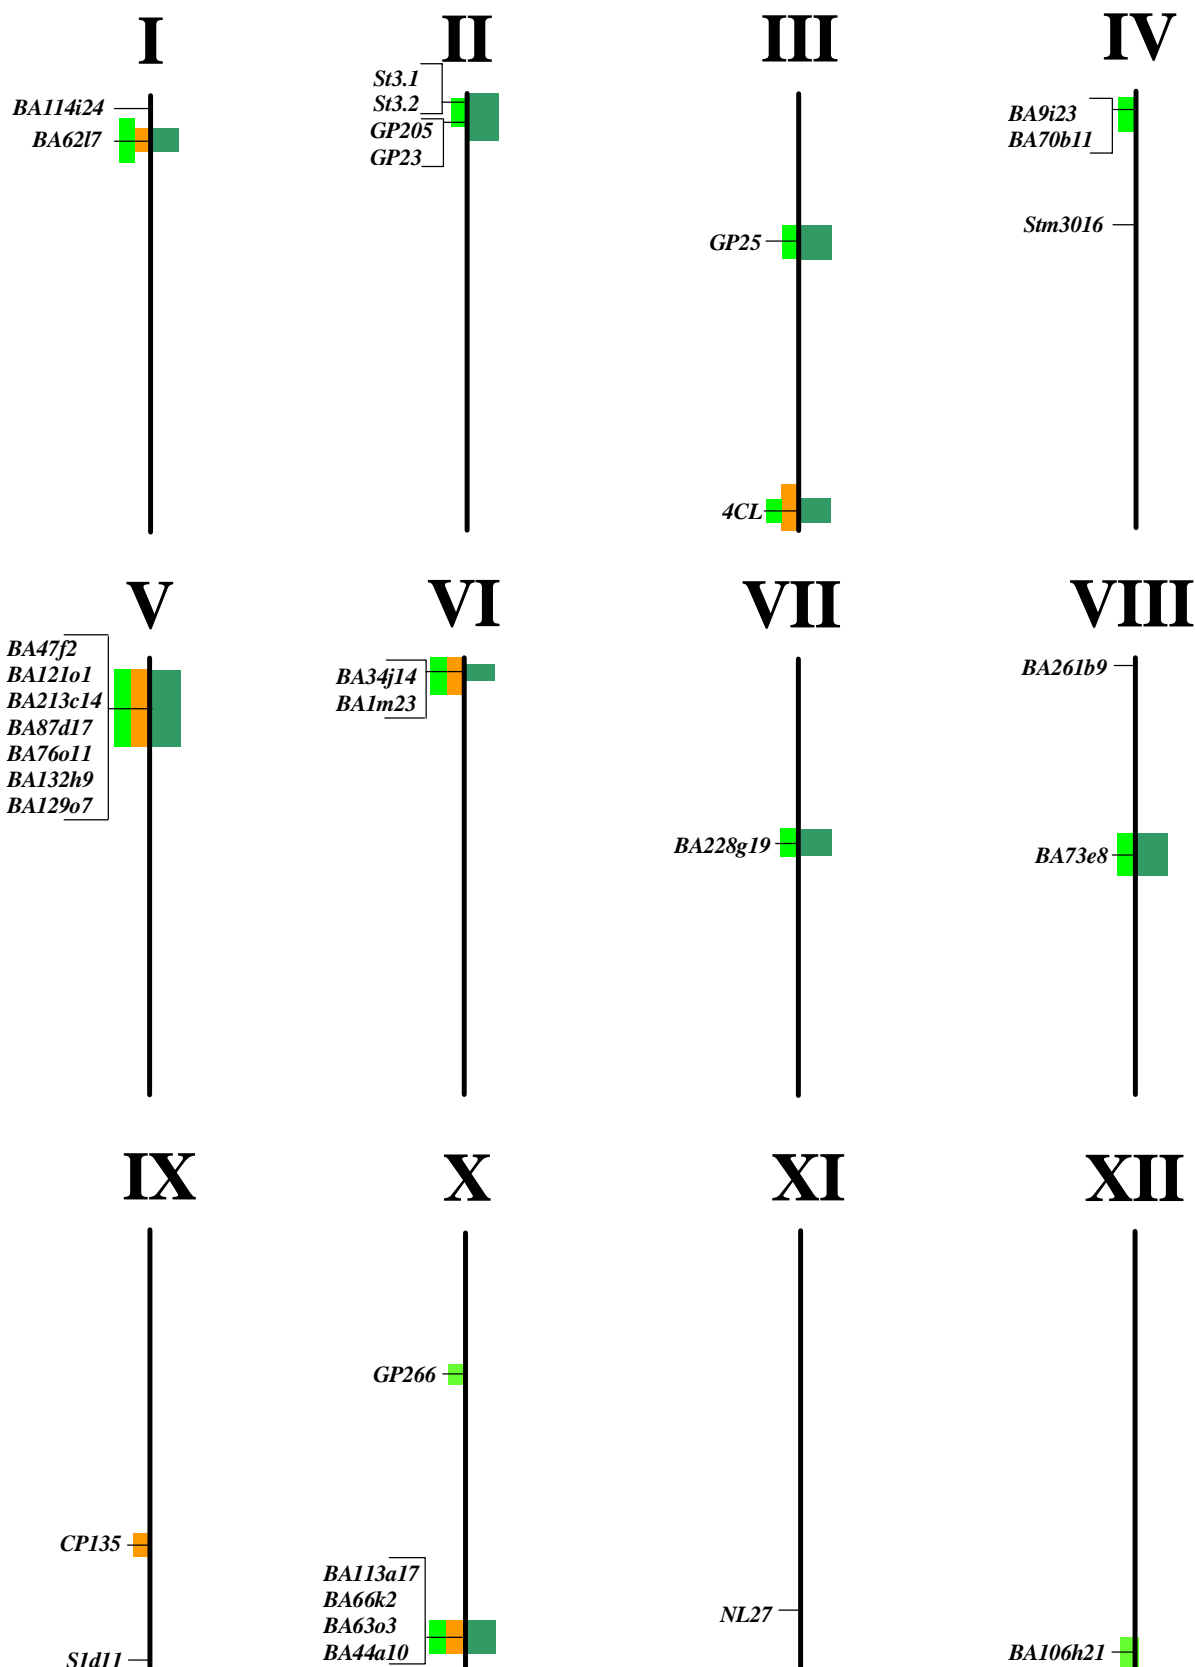 I
BA114i24
BA62l7
II
St3.1
St3.2
GP205
GP23
III
GP25
4CL
IV
BA9i23
BA70b11
Stm3016
V
BA47f2
BA121o1
BA213c14
BA87d17
BA76o11
BA132h9
BA129o7
VI
BA34j14
BA1m23
VII
BA228g19
VIII
BA261b9
BA73e8
IX
CP135
S1d11
X
GP266
BA113a17
BA66k2
BA63o3
BA44a10
XI
NL27
XII
BA106h21